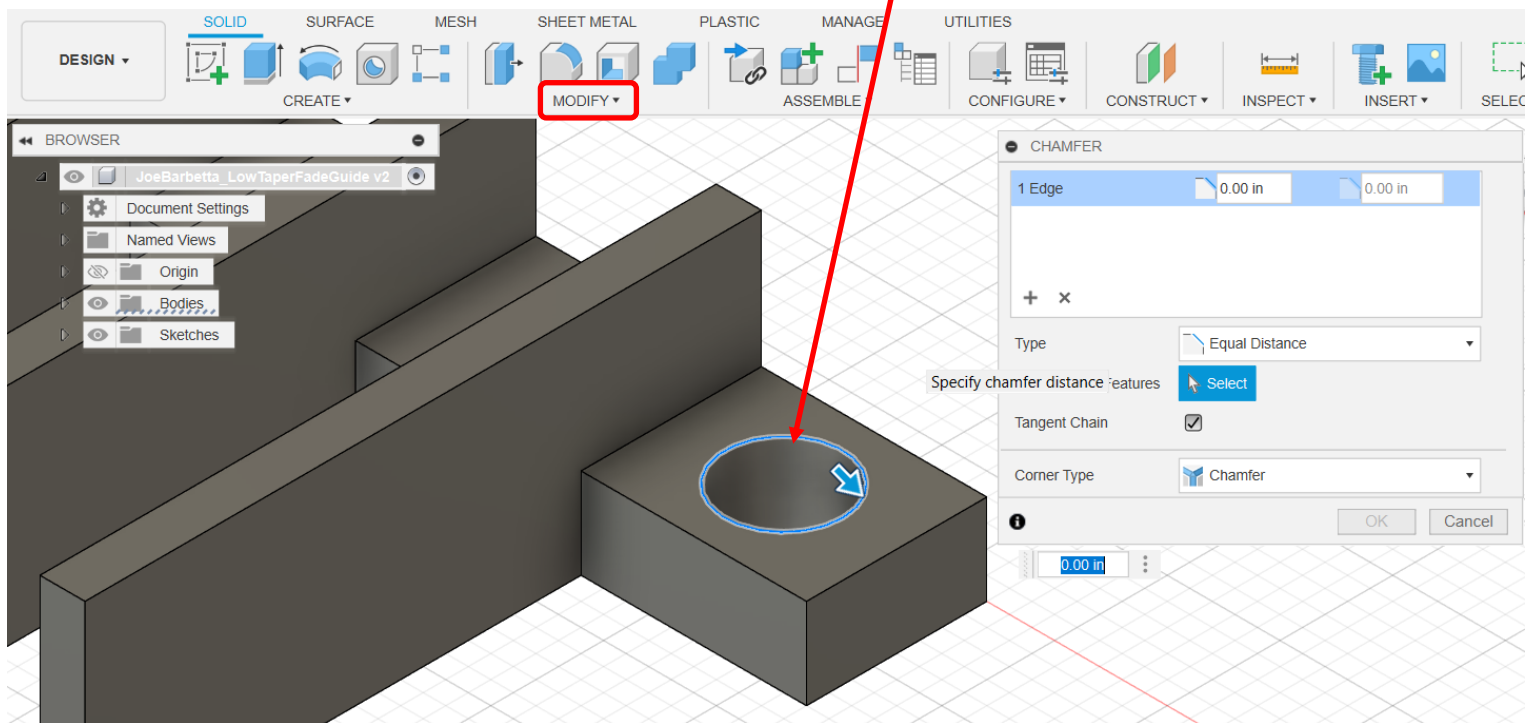 SOLID SURFACE MESH SHEET METAL PLASTIC MANAGE UTILITIES
DESIGN ▾
CREATE ▾ MODIFY ▾ ASSEMBLE CONFIGURE ▾ CONSTRUCT ▾ INSPECT ▾ INSERT ▾ SELEC
BROWSER
JoeBarbetta_LowTaperFadeGuide v2
Document Settings
Named Views
Origin
Bodies
Sketches
CHAMFER
1 Edge 0.00 in 0.00 in
Type Equal Distance
Specify chamfer distance Features Select
Tangent Chain
Corner Type Chamfer
OK Cancel
0.00 in